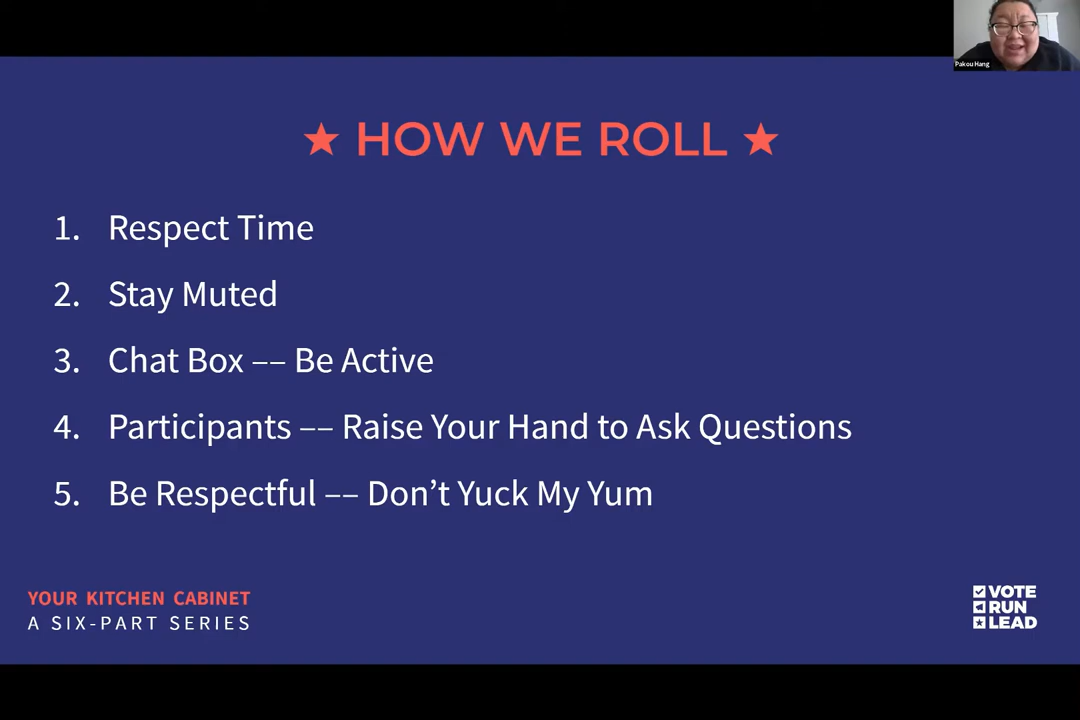 Pakou Hang
★ HOW WE ROLL ★
1. Respect Time
2. Stay Muted
3. Chat Box –– Be Active
4. Participants –– Raise Your Hand to Ask Questions
5. Be Respectful –– Don’t Yuck My Yum
YOUR KITCHEN CABINET
A SIX-PART SERIES
VOTE
RUN
LEAD